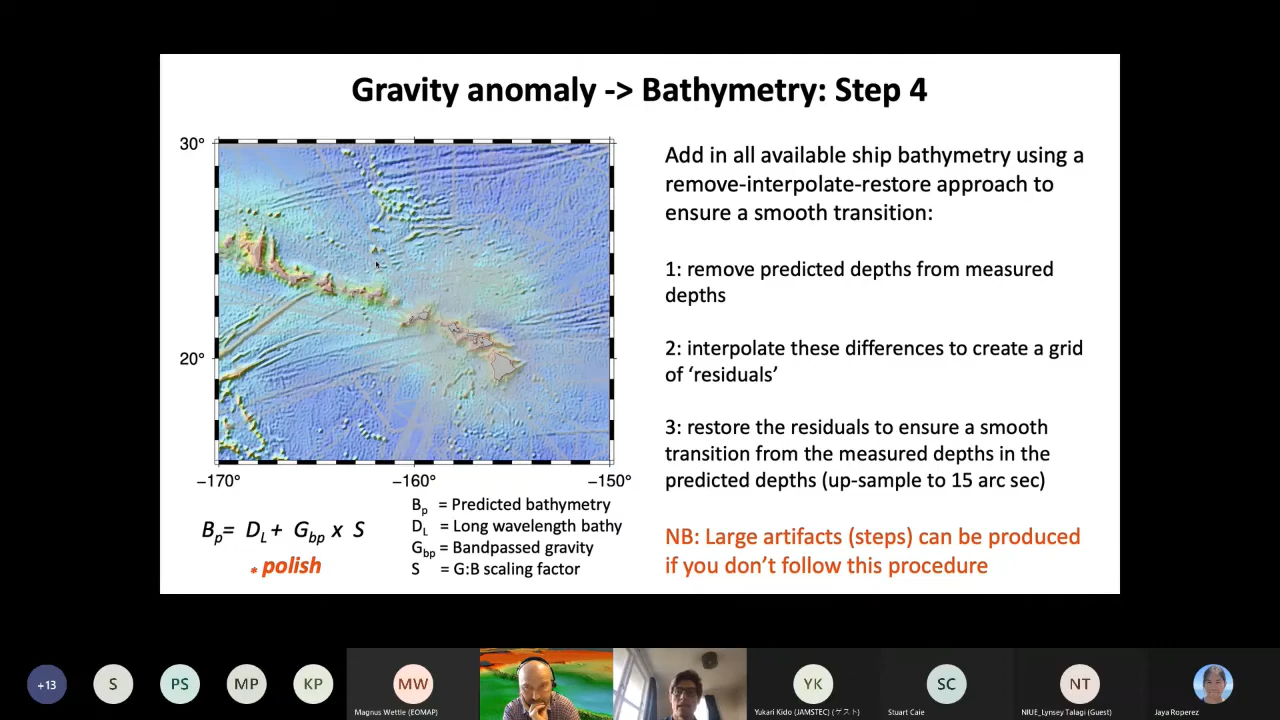 Gravity anomaly -> Bathymetry: Step 4
30°
20°
−170°
−160°
−150°
Bp= DL+ Gbp x S
* polish
Bp = Predicted bathymetry
DL = Long wavelength bathy
Gbp = Bandpassed gravity
S = G:B scaling factor
Add in all available ship bathymetry using a
remove-interpolate-restore approach to
ensure a smooth transition:
1: remove predicted depths from measured
depths
2: interpolate these differences to create a grid
of ‘residuals’
3: restore the residuals to ensure a smooth
transition from the measured depths in the
predicted depths (up-sample to 15 arc sec)
NB: Large artifacts (steps) can be produced
if you don’t follow this procedure
+13
S
PS
MP
KP
MW
Magnus Wettle (EOMAP)
YK
Yukari Kido (JAMSTEC) (ゲスト)
SC
Stuart Caie
NT
NIUE_Lynsey Talagi (Guest)
Jaya Roperez